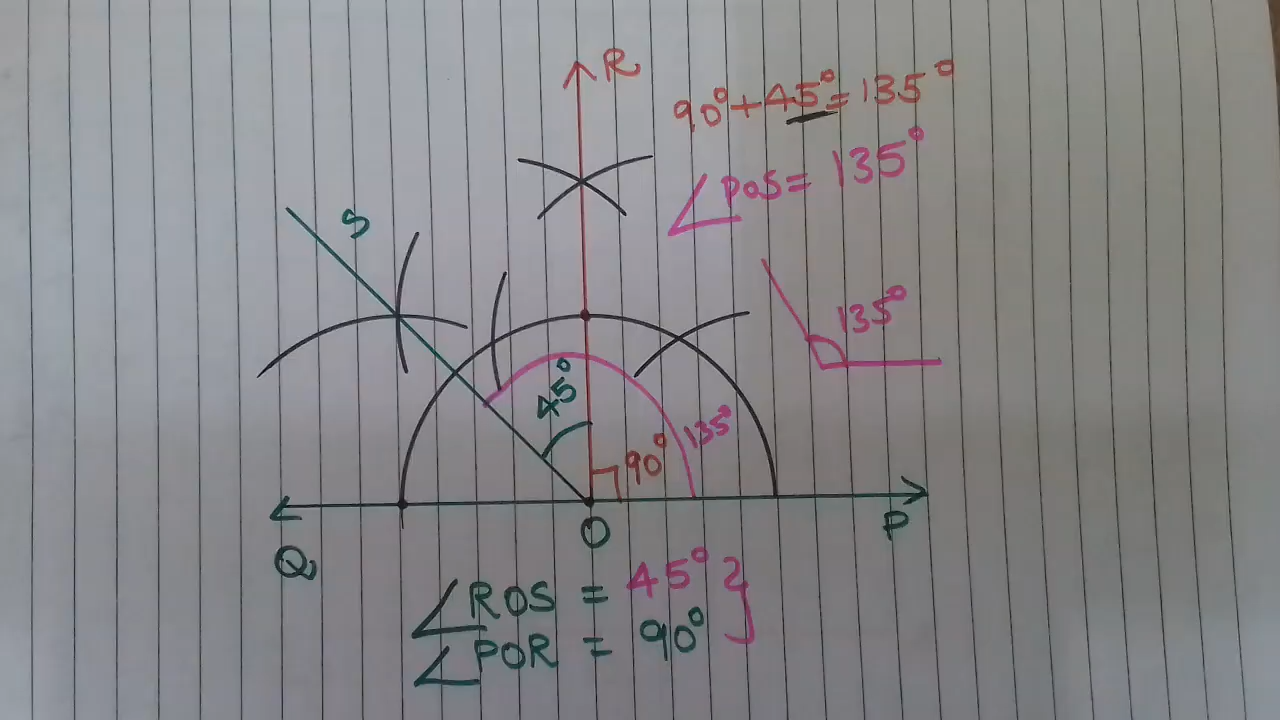 R
90°+45°=135°
∠POS= 135°
S
135°
45°
135°
90°
O
P
Q
∠ROS = 45° }
∠POR = 90°